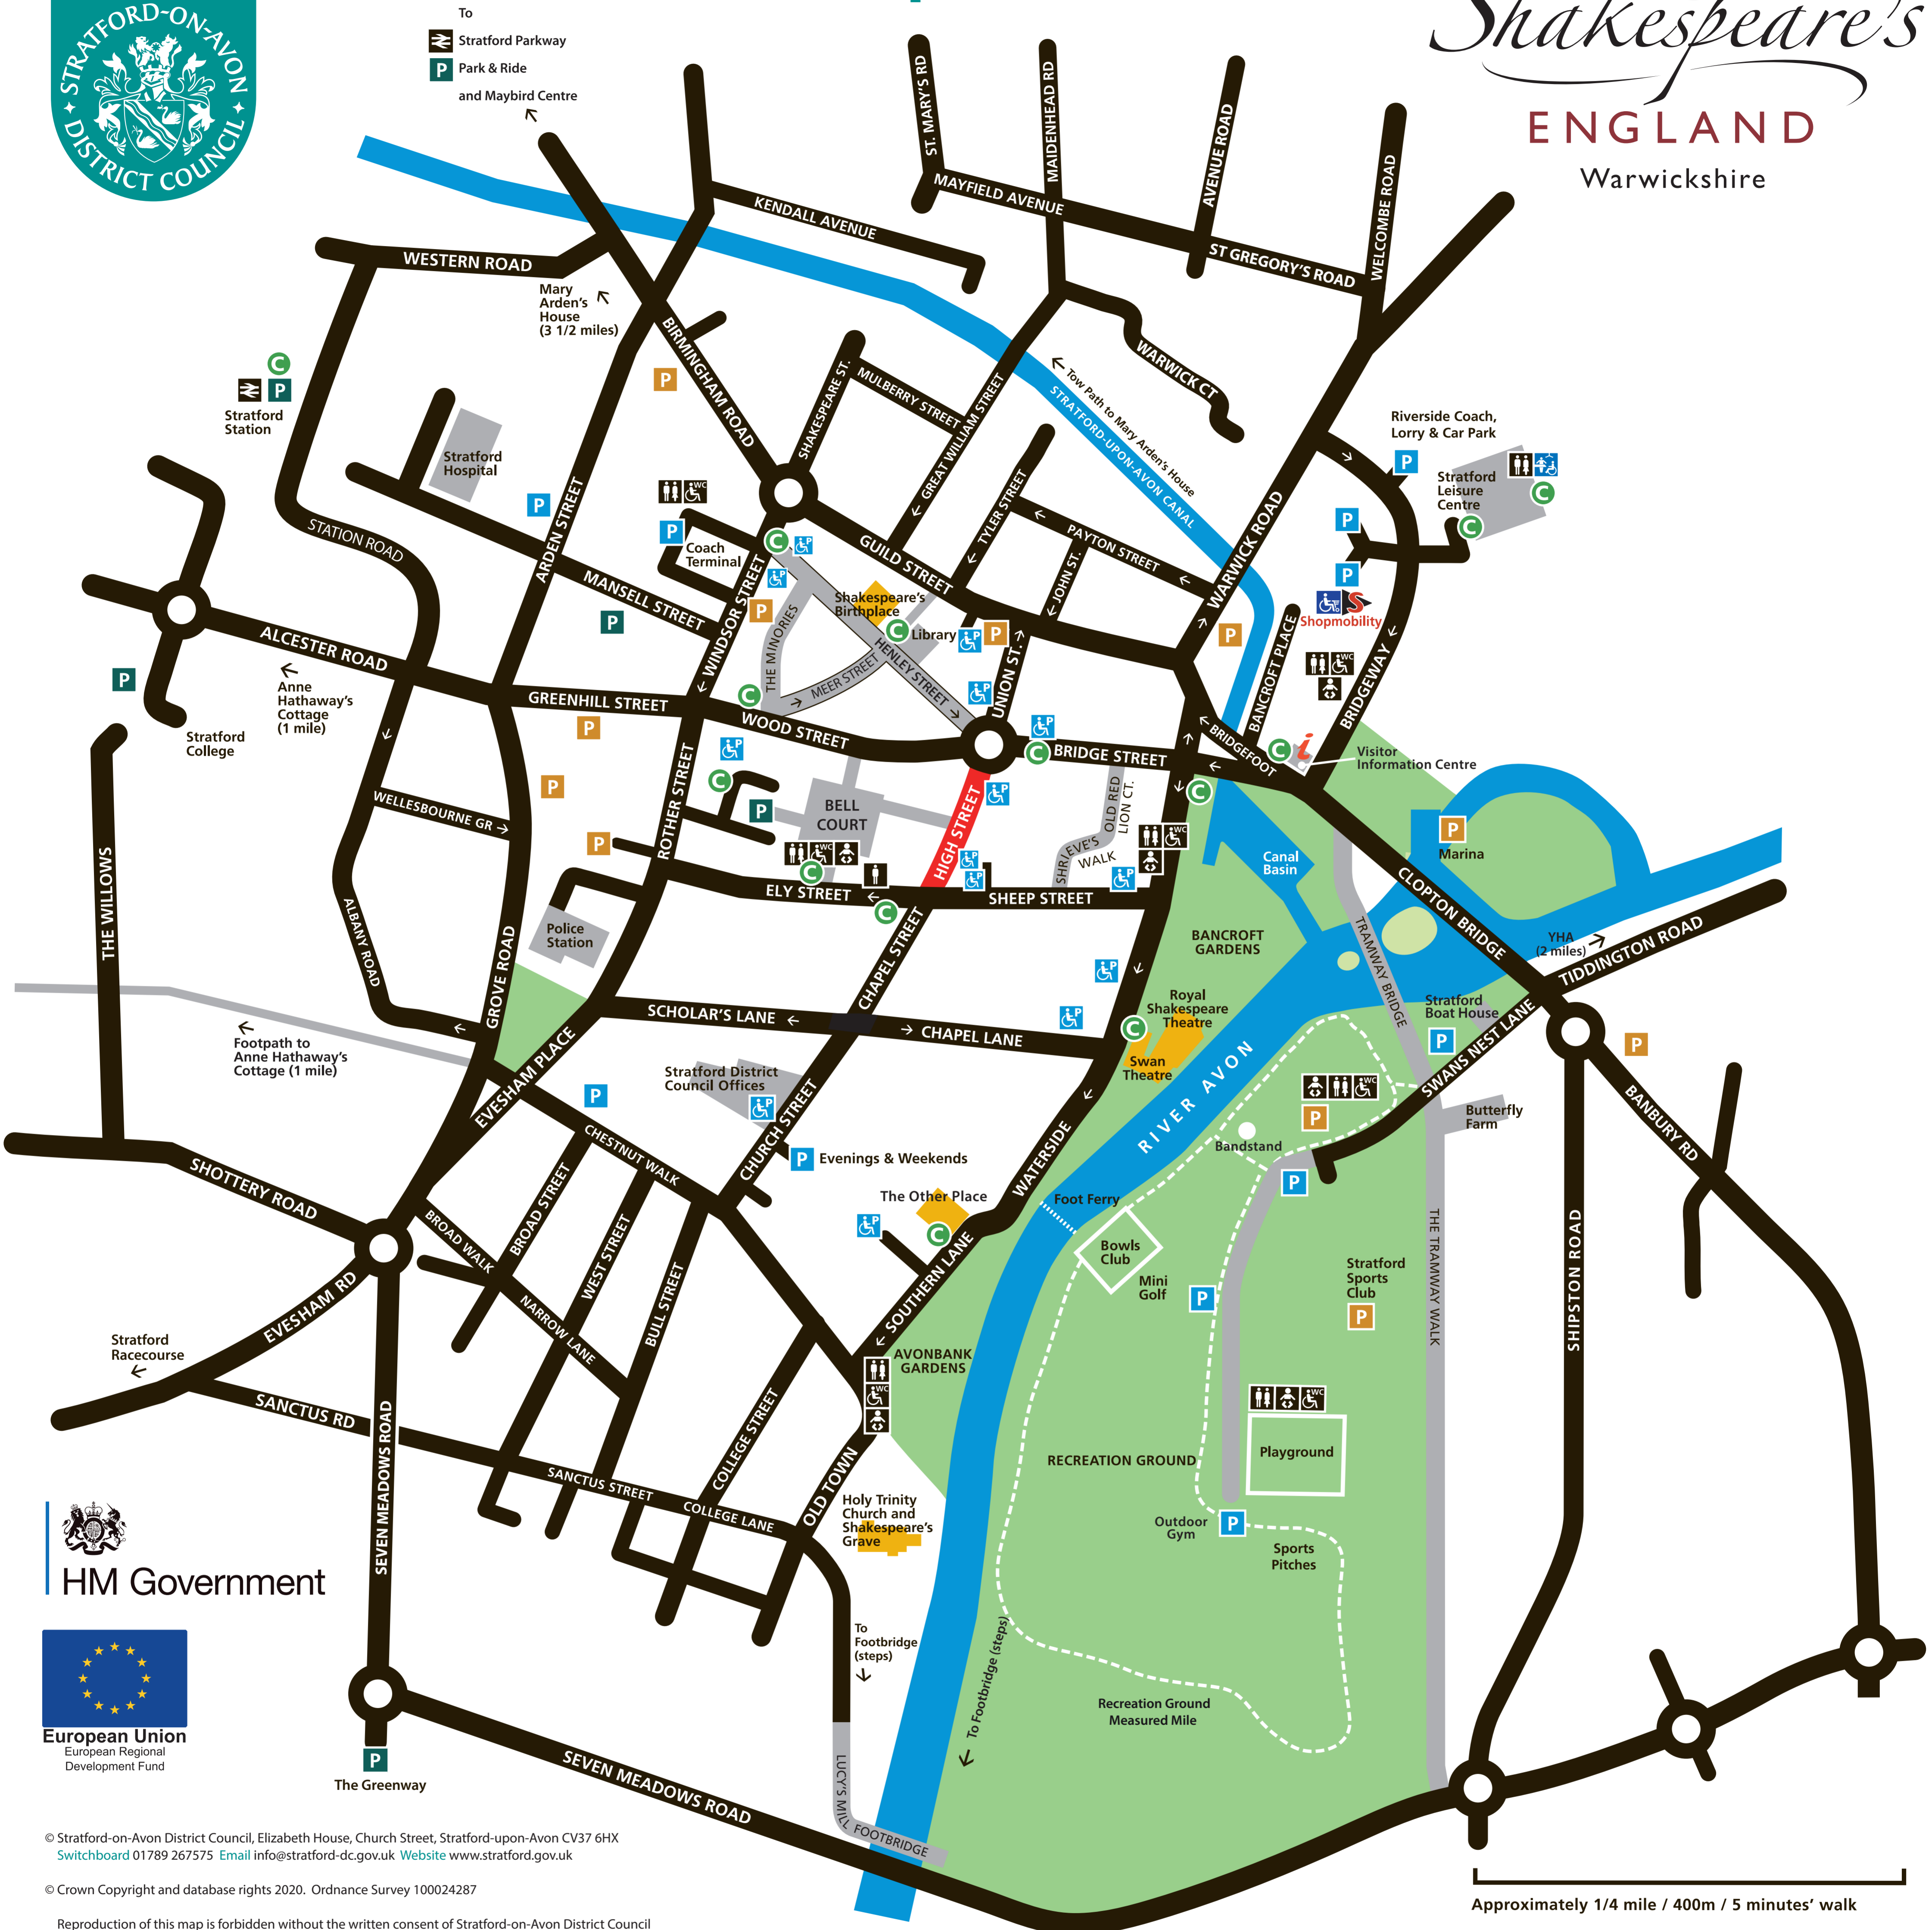 STRATFORD-ON-AVON
DISTRICT COUNCIL
To
Stratford Parkway
P Park & Ride
and Maybird Centre
Shakespeare's
ENGLAND
Warwickshire
ST. MARY'S RD
MAIDENHEAD RD
AVENUE ROAD
WELCOMBE ROAD
MAYFIELD AVENUE
ST GREGORY'S ROAD
KENDALL AVENUE
WESTERN ROAD
Mary
Arden's
House
(3 1/2 miles)
BIRMINGHAM ROAD
P
SHAKESPEARE ST.
MULBERRY STREET
GREAT WILLIAM STREET
WARWICK CT
Tow Path to Mary Arden's House
STRATFORD-UPON-AVON CANAL
C
P
Stratford
Station
Stratford
Hospital
P
ARDEN STREET
STATION ROAD
WC
P
Coach
Terminal
C
P
P
GUILD STREET
TYLER STREET
PAYTON STREET
JOHN ST.
WARWICK ROAD
Riverside Coach,
Lorry & Car Park
P
Stratford
Leisure
Centre
C
C
P
P
S
Shopmobility
MANSELL STREET
P
WINDSOR STREET
P
THE MINORIES
Shakespeare's
Birthplace
C
Library
P
P
HENLEY STREET
MEER STREET
UNION ST.
P
P
BANCROFT PLACE
WC
BRIDGEWAY
ALCESTER ROAD
P
Anne
Hathaway's
Cottage
(1 mile)
Stratford
College
GREENHILL STREET
C
WOOD STREET
P
P
C
BRIDGE STREET
BRIDGEFOOT
C
i
Visitor
Information Centre
P
C
P
BELL
COURT
P
HIGH STREET
OLD RED
LION CT.
C
P
WELLESBOURNE GR
P
ROTHER STREET
WC
C
P
P
SHRIEVE'S
WALK
WC
P
Canal
Basin
P
Marina
ELY STREET
C
SHEEP STREET
CLOPTON BRIDGE
THE WILLOWS
ALBANY ROAD
Police
Station
GROVE ROAD
CHAPEL STREET
BANCROFT
GARDENS
TRAMWAY BRIDGE
YHA
(2 miles)
TIDDINGTON ROAD
P
P
SCHOLAR'S LANE
CHAPEL LANE
Royal
Shakespeare
Theatre
C
Swan
Theatre
Stratford
Boat House
P
SWANS NEST LANE
P
Footpath to
Anne Hathaway's
Cottage (1 mile)
EVESHAM PLACE
P
Stratford District
Council Offices
P
CHURCH STREET
RIVER AVON
WC
P
Butterfly
Farm
BANBURY RD
CHESTNUT WALK
P Evenings & Weekends
WATERSIDE
Bandstand
P
SHOTTERY ROAD
BROAD STREET
The Other Place
P
C
Foot Ferry
Bowls
Club
Mini
Golf
P
Stratford
Sports
Club
P
THE TRAMWAY WALK
SHIPSTON ROAD
BROAD WALK
WEST STREET
BULL STREET
SOUTHERN LANE
EVESHAM RD
NARROW LANE
Stratford
Racecourse
AVONBANK
GARDENS
WC
WC
Playground
SANCTUS RD
SEVEN MEADOWS ROAD
COLLEGE STREET
OLD TOWN
RECREATION GROUND
SANCTUS STREET
COLLEGE LANE
Holy Trinity
Church and
Shakespeare's
Grave
Outdoor
Gym
P
Sports
Pitches
HM Government
European Union
European Regional
Development Fund
To
Footbridge
(steps)
To Footbridge (steps)
Recreation Ground
Measured Mile
P
The Greenway
SEVEN MEADOWS ROAD
LUCY'S MILL FOOTBRIDGE
© Stratford-on-Avon District Council, Elizabeth House, Church Street, Stratford-upon-Avon CV37 6HX
Switchboard 01789 267575 Email info@stratford-dc.gov.uk Website www.stratford.gov.uk
© Crown Copyright and database rights 2020. Ordnance Survey 100024287
Reproduction of this map is forbidden without the written consent of Stratford-on-Avon District Council
Approximately 1/4 mile / 400m / 5 minutes' walk